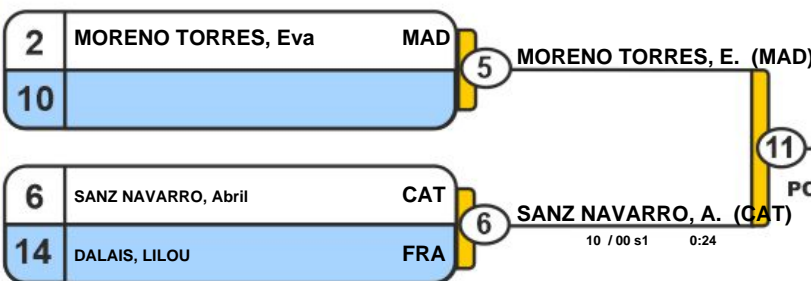 2 MORENO TORRES, Eva MAD
5 MORENO TORRES, E. (MAD)
10
11
6 SANZ NAVARRO, Abril CAT
6 SANZ NAVARRO, A. (CAT)
10 / 00 s1 0:24
14 DALAIS, LILOU FRA